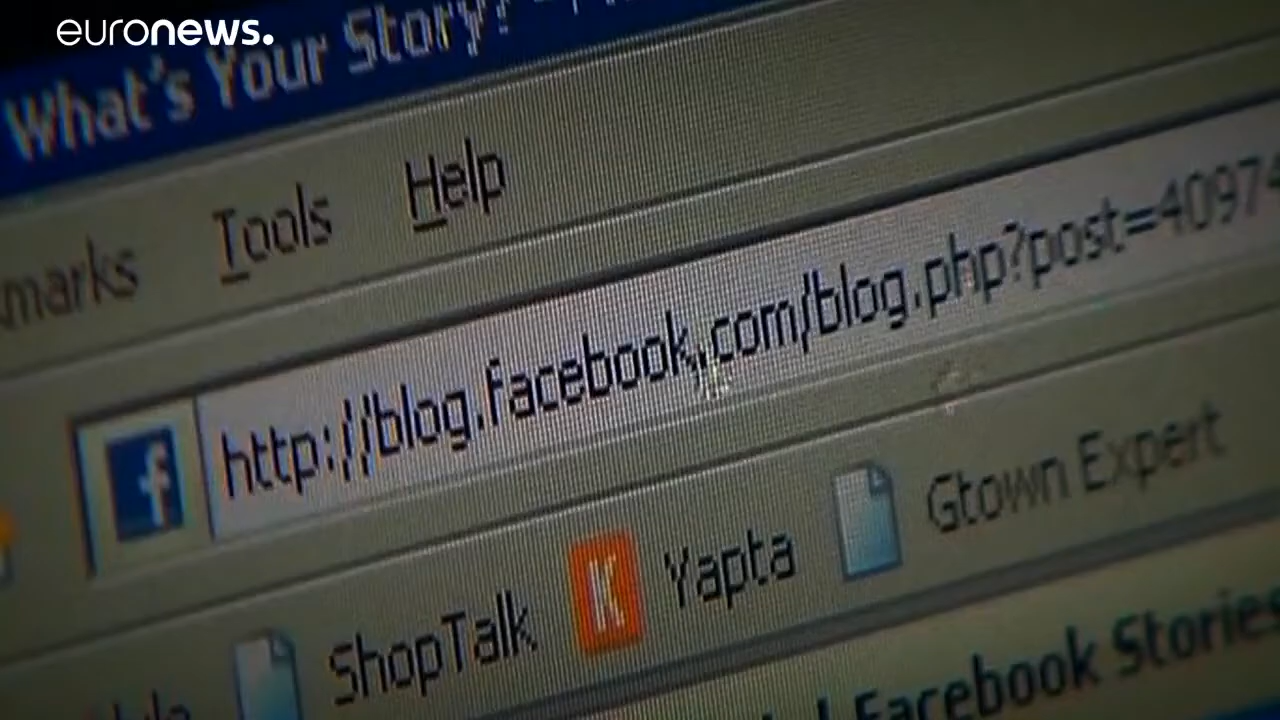 euronews.
What's Your Story?
marks Tools Help
http://blog.facebook.com/blog.php?post=40974
ShopTalk Yapta Gtown Expert
Facebook Stories